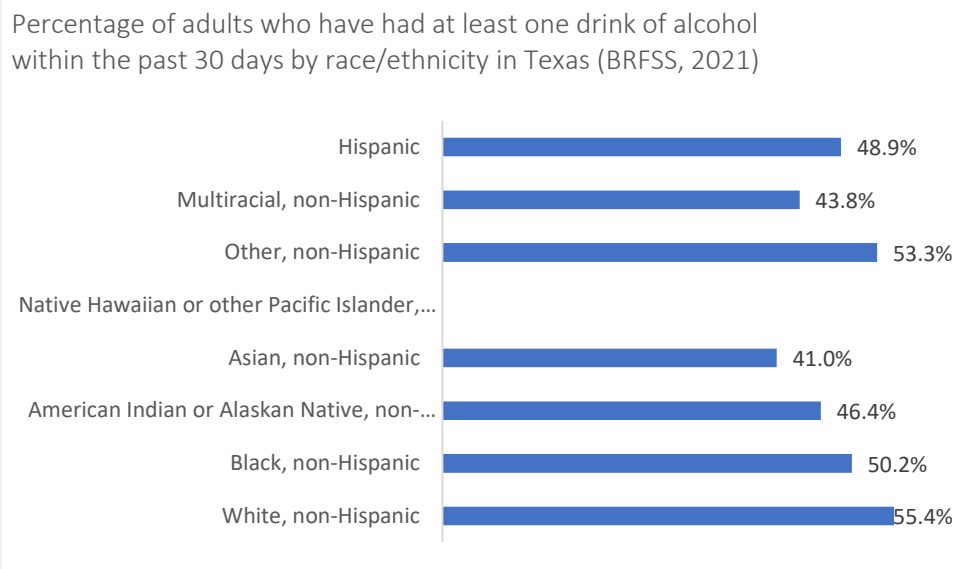 Percentage of adults who have had at least one drink of alcohol
within the past 30 days by race/ethnicity in Texas (BRFSS, 2021)
Hispanic 48.9%
Multiracial, non-Hispanic 43.8%
Other, non-Hispanic 53.3%
Native Hawaiian or other Pacific Islander,...
Asian, non-Hispanic 41.0%
American Indian or Alaskan Native, non-... 46.4%
Black, non-Hispanic 50.2%
White, non-Hispanic 55.4%